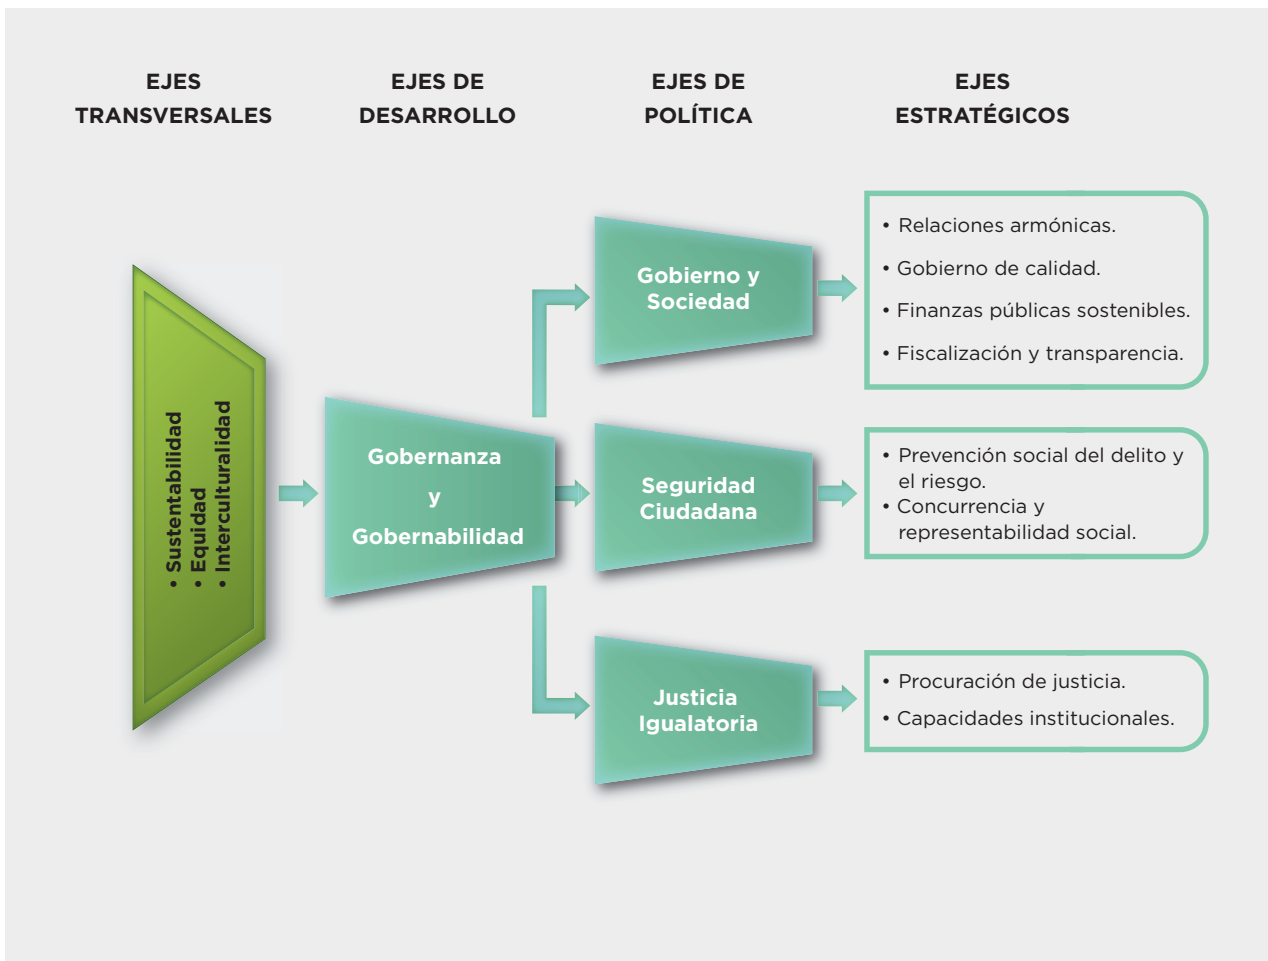 EJES
TRANSVERSALES
EJES DE
DESARROLLO
EJES DE
POLÍTICA
EJES
ESTRATÉGICOS
• Sustentabilidad
• Equidad
• Interculturalidad
Gobernanza
y
Gobernabilidad
Gobierno y
Sociedad
• Relaciones armónicas.
• Gobierno de calidad.
• Finanzas públicas sostenibles.
• Fiscalización y transparencia.
Seguridad
Ciudadana
• Prevención social del delito y
el riesgo.
• Concurrencia y
representabilidad social.
Justicia
Igualatoria
• Procuración de justicia.
• Capacidades institucionales.